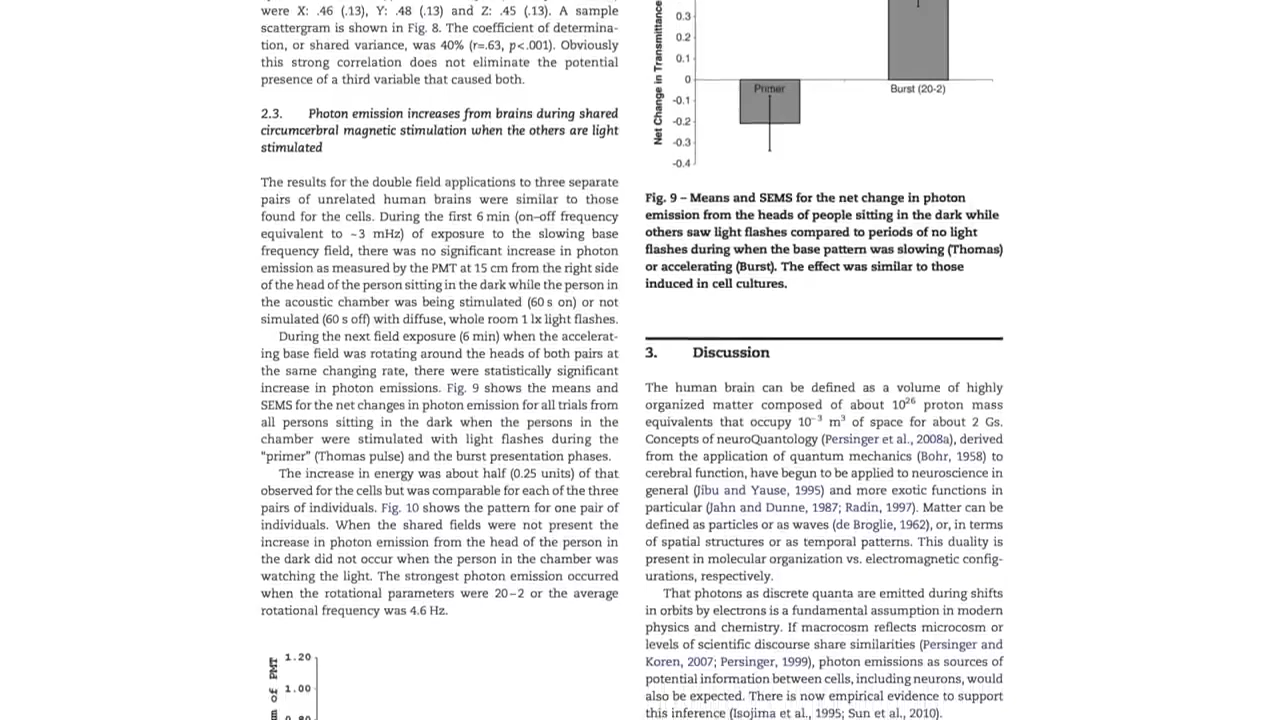 were X: .46 (.13), Y: .48 (.13) and Z: .45 (.13). A sample
scattergram is shown in Fig. 8. The coefficient of determina-
tion, or shared variance, was 40% (r=.63, p<.001). Obviously
this strong correlation does not eliminate the potential
presence of a third variable that caused both.
2.3. Photon emission increases from brains during shared
circumcerbral magnetic stimulation when the others are light
stimulated
The results for the double field applications to three separate
pairs of unrelated human brains were similar to those
found for the cells. During the first 6 min (on–off frequency
equivalent to ~3 mHz) of exposure to the slowing base
frequency field, there was no significant increase in photon
emission as measured by the PMT at 15 cm from the right side
of the head of the person sitting in the dark while the person in
the acoustic chamber was being stimulated (60 s on) or not
simulated (60 s off) with diffuse, whole room 1 lx light flashes.
During the next field exposure (6 min) when the accelerat-
ing base field was rotating around the heads of both pairs at
the same changing rate, there were statistically significant
increase in photon emissions. Fig. 9 shows the means and
SEMS for the net changes in photon emission for all trials from
all persons sitting in the dark when the persons in the
chamber were stimulated with light flashes during the
"primer" (Thomas pulse) and the burst presentation phases.
The increase in energy was about half (0.25 units) of that
observed for the cells but was comparable for each of the three
pairs of individuals. Fig. 10 shows the pattern for one pair of
individuals. When the shared fields were not present the
increase in photon emission from the head of the person in
the dark did not occur when the person in the chamber was
watching the light. The strongest photon emission occurred
when the rotational parameters were 20–2 or the average
rotational frequency was 4.6 Hz.
1.20
1.00
of PMT
Net Change in Transmittance
0.3
0.2
0.1
0
-0.1
-0.2
-0.3
-0.4
Primer
Burst (20-2)
Fig. 9 – Means and SEMS for the net change in photon
emission from the heads of people sitting in the dark while
others saw light flashes compared to periods of no light
flashes during when the base pattern was slowing (Thomas)
or accelerating (Burst). The effect was similar to those
induced in cell cultures.
3. Discussion
The human brain can be defined as a volume of highly
organized matter composed of about 10²⁶ proton mass
equivalents that occupy 10⁻³ m³ of space for about 2 Gs.
Concepts of neuroQuantology (Persinger et al., 2008a), derived
from the application of quantum mechanics (Bohr, 1958) to
cerebral function, have begun to be applied to neuroscience in
general (Jibu and Yause, 1995) and more exotic functions in
particular (Jahn and Dunne, 1987; Radin, 1997). Matter can be
defined as particles or as waves (de Broglie, 1962), or, in terms
of spatial structures or as temporal patterns. This duality is
present in molecular organization vs. electromagnetic config-
urations, respectively.
That photons as discrete quanta are emitted during shifts
in orbits by electrons is a fundamental assumption in modern
physics and chemistry. If macrocosm reflects microcosm or
levels of scientific discourse share similarities (Persinger and
Koren, 2007; Persinger, 1999), photon emissions as sources of
potential information between cells, including neurons, would
also be expected. There is now empirical evidence to support
this inference (Isojima et al., 1995; Sun et al., 2010).